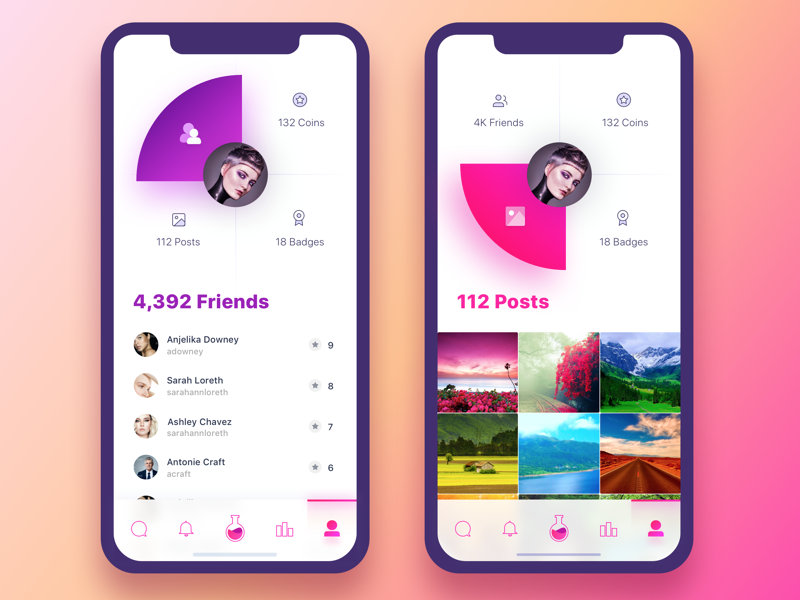 132 Coins
112 Posts
18 Badges
4,392 Friends
Anjelika Downey
adowney
9
Sarah Loreth
sarahannloreth
8
Ashley Chavez
sarahannloreth
7
Antonie Craft
acraft
6
4K Friends
132 Coins
18 Badges
112 Posts